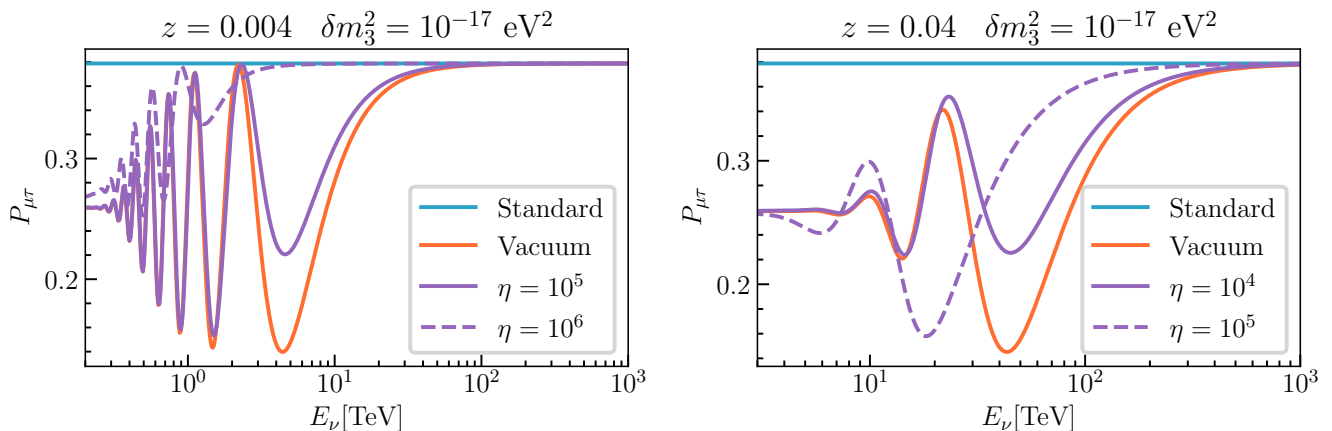 z = 0.004 δm₃² = 10⁻¹⁷ eV²
P_μτ
0.3
0.2
Standard
Vacuum
η = 10⁵
η = 10⁶
10⁰ 10¹ 10² 10³
E_ν[TeV]
z = 0.04 δm₃² = 10⁻¹⁷ eV²
P_μτ
0.3
0.2
Standard
Vacuum
η = 10⁴
η = 10⁵
10¹ 10² 10³
E_ν[TeV]